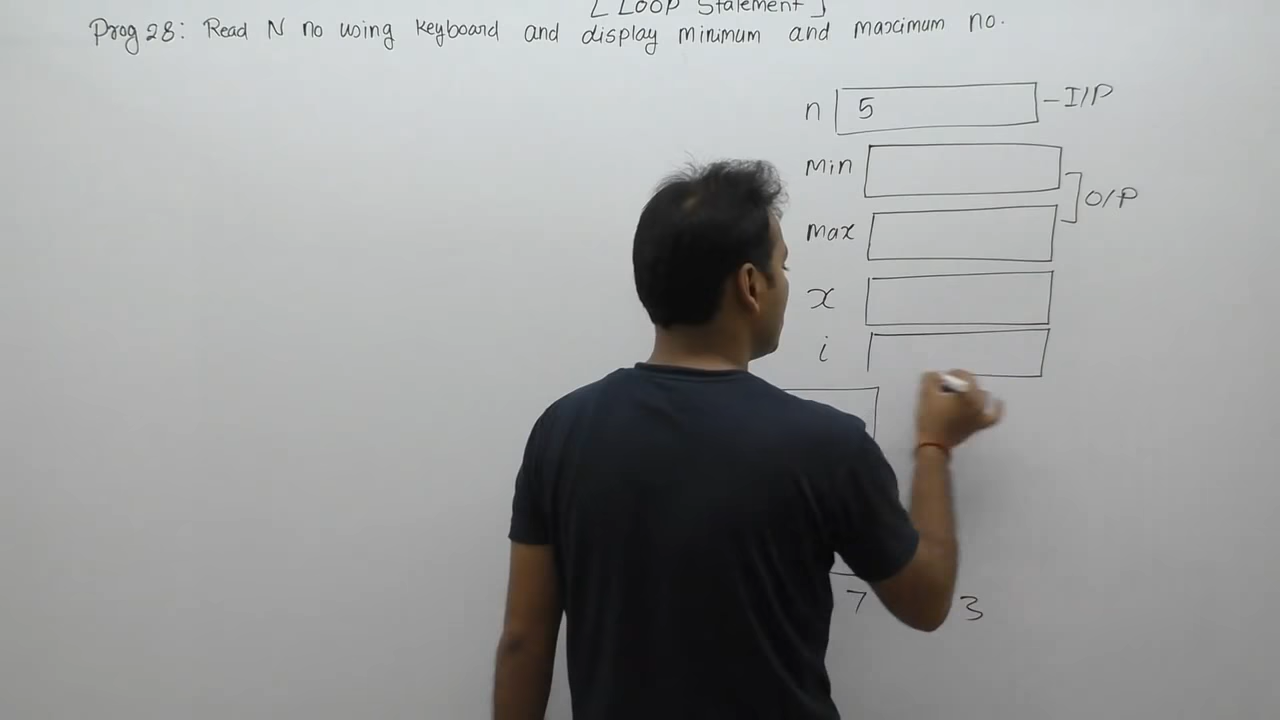 [Loop Statement]
Prog 28: Read N no using keyboard and display minimum and maximum no.
n 5 - I/P
min
O/P
max
x
i
7 3